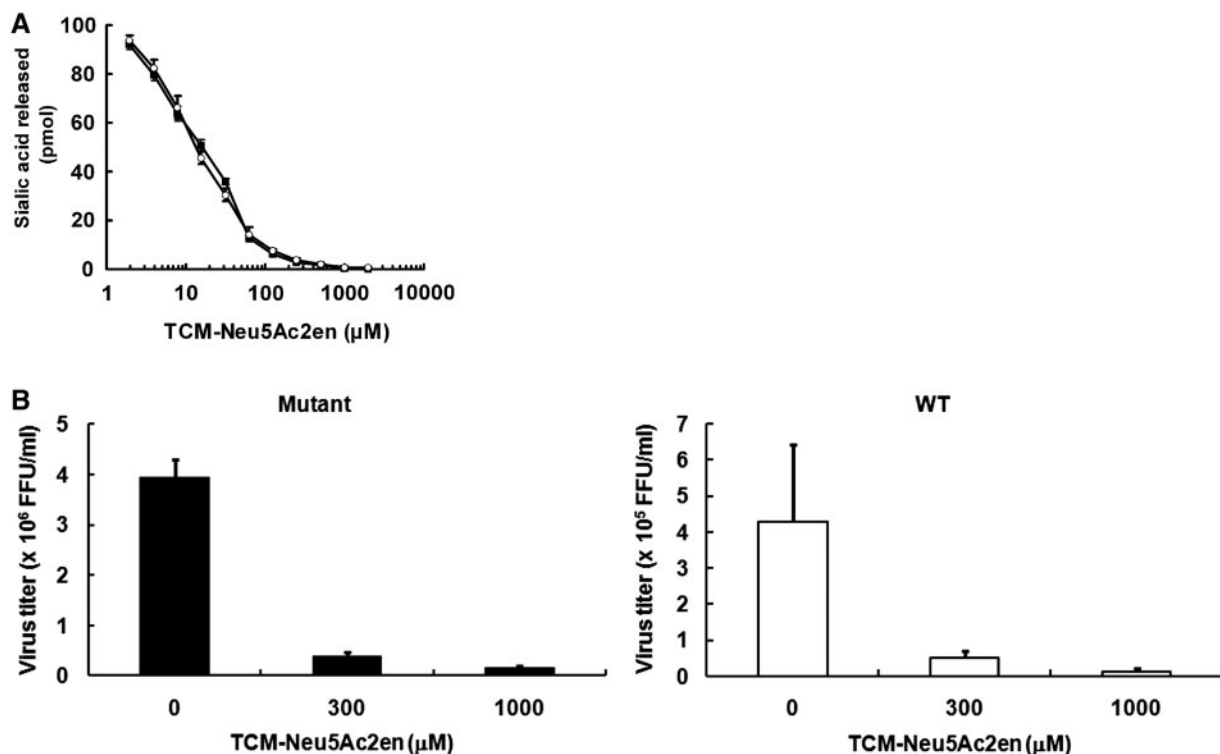 A
Sialic acid released
(pmol)
100
80
60
40
20
0
1
10
100
1000
10000
TCM-Neu5Ac2en (μM)
B
Mutant
Virus titer (x 10⁶ FFU/ml)
5
4
3
2
1
0
0
300
1000
TCM-Neu5Ac2en (μM)
WT
Virus titer (x 10⁵ FFU/ml)
7
6
5
4
3
2
1
0
0
300
1000
TCM-Neu5Ac2en (μM)